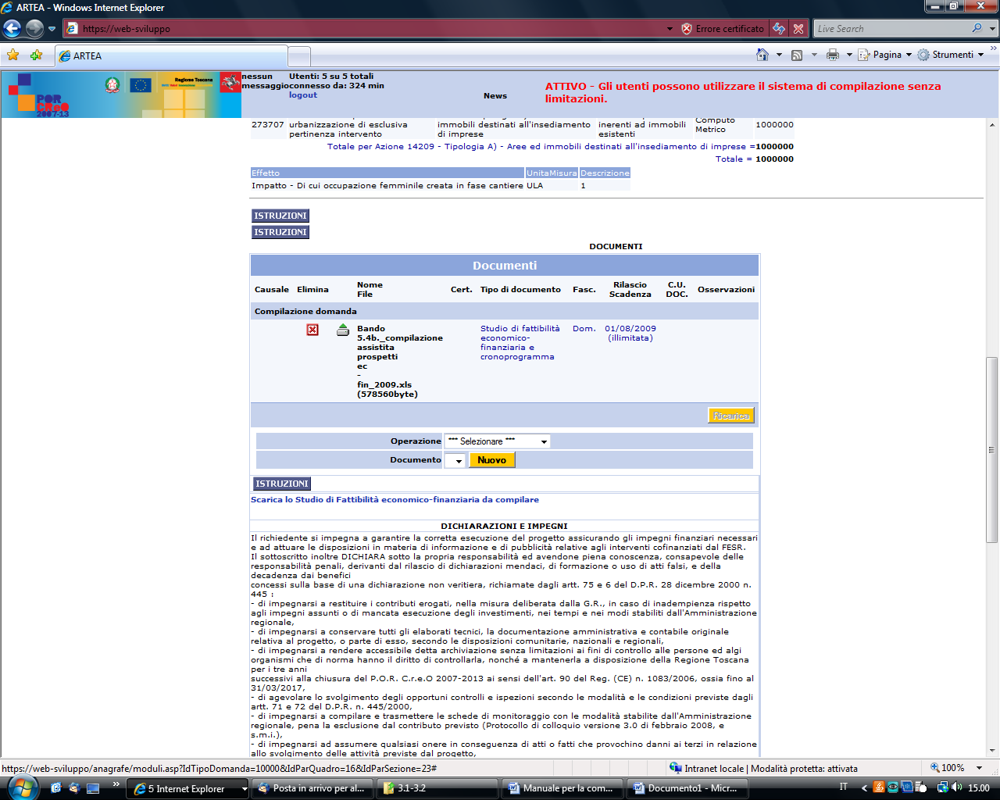 ARTEA - Windows Internet Explorer
https://web-sviluppo
Errore certificato
Live Search
ARTEA
Pagina
Strumenti
POR
CReO
2007-13
Regione Toscana
nessun messaggio
Utenti: 5 su 5 totali
connesso da: 324 min
logout
News
ATTIVO - Gli utenti possono utilizzare il sistema di compilazione senza
limitazioni.
273707
urbanizzazione di esclusiva
pertinenza intervento
immobili destinati all'insediamento
di imprese
inerenti ad immobili
esistenti
Computo
Metrico
1000000
Totale per Azione 14209 - Tipologia A) - Aree ed immobili destinati all'insediamento di imprese =1000000
Totale = 1000000
Effetto UnitaMisura Descrizione
Impatto - Di cui occupazione femminile creata in fase cantiere ULA 1
ISTRUZIONI
ISTRUZIONI
DOCUMENTI
Documenti
Causale Elimina Nome File Cert. Tipo di documento Fasc. Rilascio Scadenza C.U. DOC. Osservazioni
Compilazione domanda
Bando
5.4b._compilazione
assistita
prospetti
ec
-
fin_2009.xls
(578560byte)
Studio di fattibilità
economico-
finanziaria e
cronoprogramma
Dom.
01/08/2009
(illimitata)
Ricarica
Operazione *** Selezionare ***
Documento Nuovo
ISTRUZIONI
Scarica lo Studio di Fattibilità economico-finanziaria da compilare
DICHIARAZIONI E IMPEGNI
Il richiedente si impegna a garantire la corretta esecuzione del progetto assicurando gli impegni finanziari necessari
e ad attuare le disposizioni in materia di informazione e di pubblicità relative agli interventi cofinanziati dal FESR.
Il sottoscritto inoltre DICHIARA sotto la propria responsabilità ed avendone piena conoscenza, consapevole delle
responsabilità penali, derivanti dal rilascio di dichiarazioni mendaci, di formazione o uso di atti falsi, e della
decadenza dai benefici
concessi sulla base di una dichiarazione non veritiera, richiamate dagli artt. 75 e 6 del D.P.R. 28 dicembre 2000 n.
445 :
- di impegnarsi a restituire i contributi erogati, nella misura deliberata dalla G.R., in caso di inadempienza rispetto
agli impegni assunti o di mancata esecuzione degli investimenti, nei tempi e nei modi stabiliti dall'Amministrazione
regionale,
- di impegnarsi a conservare tutti gli elaborati tecnici, la documentazione amministrativa e contabile originale
relativa al progetto, o parte di esso, secondo le disposizioni comunitarie, nazionali e regionali,
- di impegnarsi a rendere accessibile detta archiviazione senza limitazioni ai fini di controllo alle persone ed algi
organismi che di norma hanno il diritto di controllarla, nonché a mantenerla a disposizione della Regione Toscana
per i tre anni
successivi alla chiusura del P.O.R. C.r.e.O 2007-2013 ai sensi dell'art. 90 del Reg. (CE) n. 1083/2006, ossia fino al
31/03/2017,
- di agevolare lo svolgimento degli opportuni controlli e ispezioni secondo le modalità e le condizioni previste dagli
artt. 71 e 72 del D.P.R. n. 445/2000,
- di impegnarsi a compilare e trasmettere le schede di monitoraggio con le modalità stabilite dall'Amministrazione
regionale, pena la esclusione dal contributo previsto (Protocollo di colloquio versione 3.0 di febbraio 2008, e
s.m.i.),
- di impegnarsi ad assumere qualsiasi onere in conseguenza di atti o fatti che provochino danni ai terzi in relazione
allo svolgimento delle attività previste dal progetto,
https://web-sviluppo/anagrafe/moduli.asp?IdTipoDomanda=10000&IdParQuadro=16&IdParSezione=23#
Intranet locale | Modalità protetta: attivata
100%
5 Internet Explorer
Posta in arrivo per al...
3.1-3.2
Manuale per la com...
Documento1 - Micr...
IT
15.00